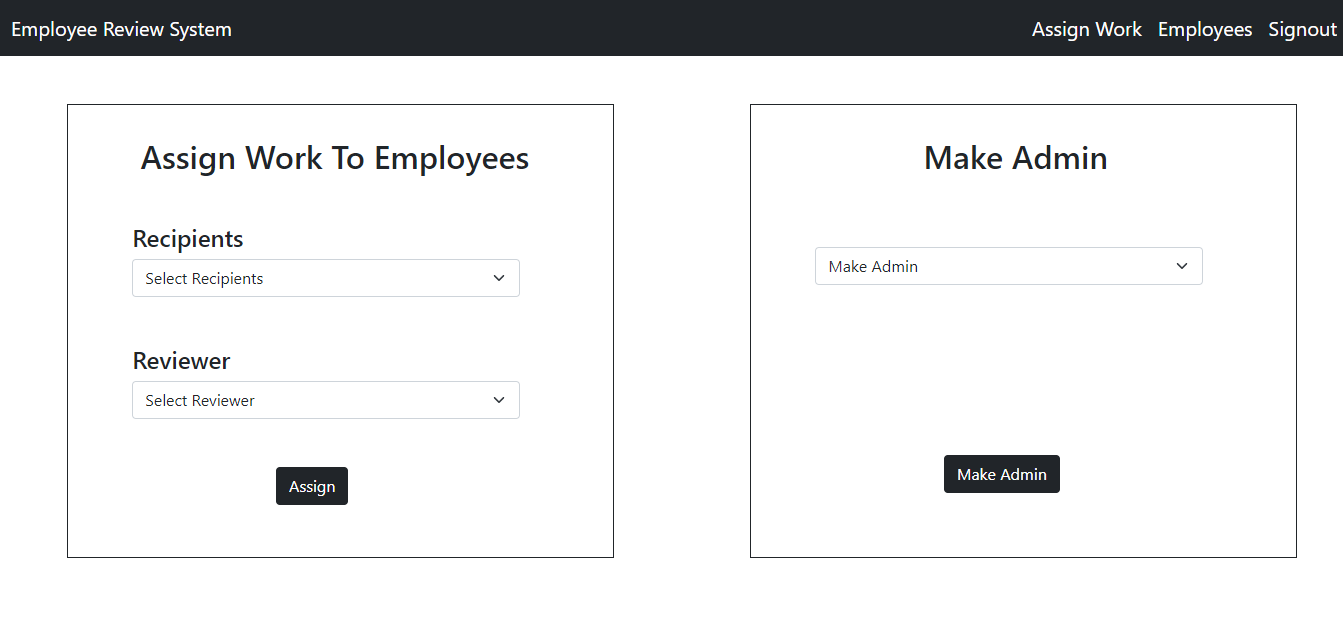 Employee Review System
Assign Work Employees Signout
Assign Work To Employees
Recipients
Select Recipients
Reviewer
Select Reviewer
Assign
Make Admin
Make Admin
Make Admin